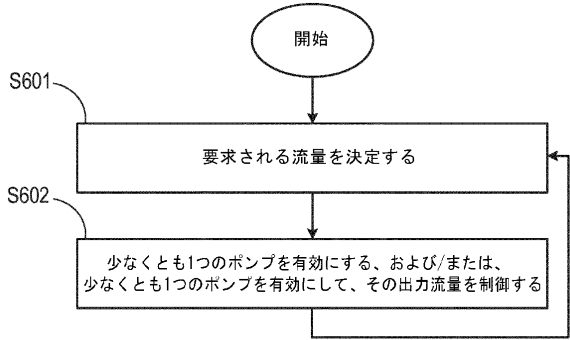 開始
S601
要求される流量を決定する
S602
少なくとも1つのポンプを有効にする、および/または、
少なくとも1つのポンプを有効にして、その出力流量を制御する